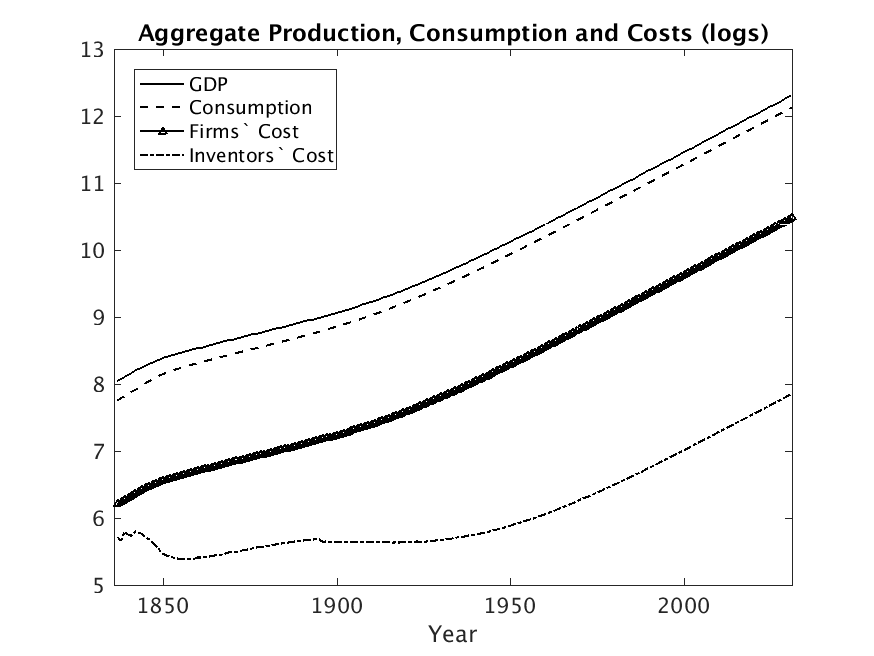 Aggregate Production, Consumption and Costs (logs)
13
12
11
10
9
8
7
6
5
GDP
Consumption
Firms` Cost
Inventors` Cost
1850 1900 1950 2000
Year